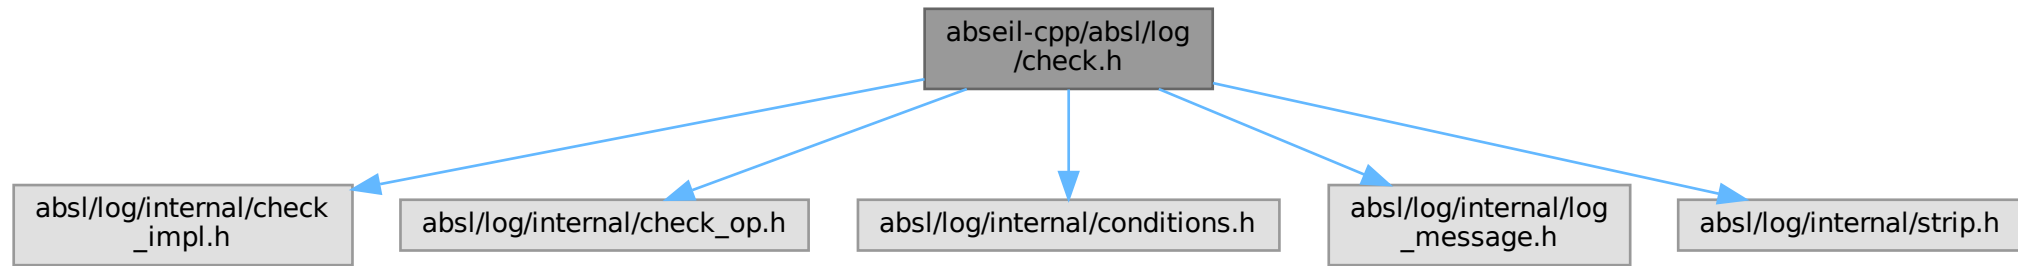 abseil-cpp/absl/log
/check.h
absl/log/internal/check
_impl.h
absl/log/internal/check_op.h
absl/log/internal/conditions.h
absl/log/internal/log
_message.h
absl/log/internal/strip.h